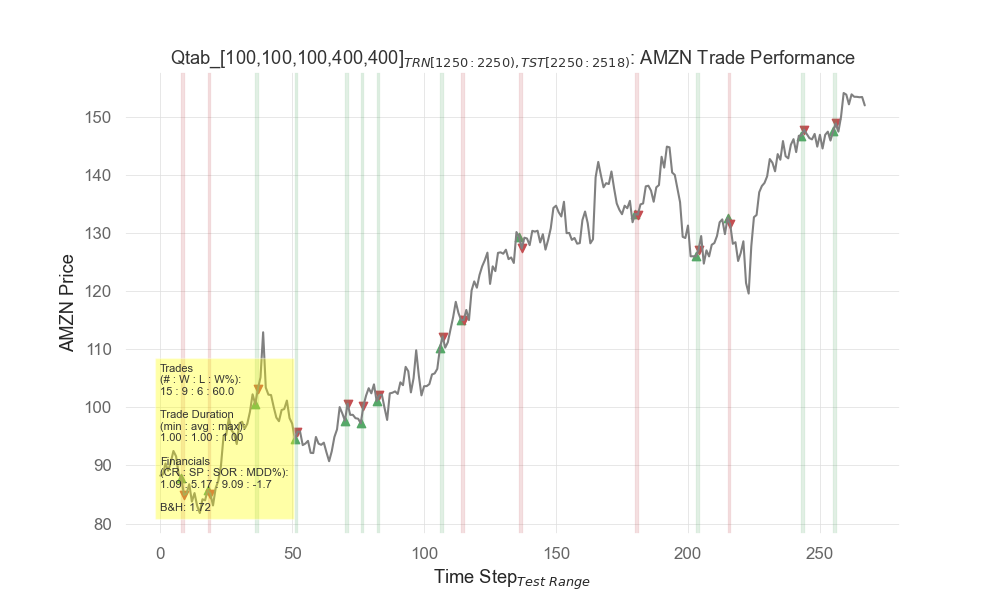 Qtab_[100,100,100,400,400]TRN[1250:2250),TST[2250:2518): AMZN Trade Performance
AMZN Price
150
140
130
120
110
100
90
80
Trades
(# : W : L : W%):
15 : 9 : 6 : 60.0
Trade Duration
(min : avg : max):
1.00 : 1.00 : 1.00
Financials
(CR : SP : SOR : MDD%):
1.09 : 5.17 : 9.09 : -1.7
B&H: 1.72
0 50 100 150 200 250
Time Step Test Range